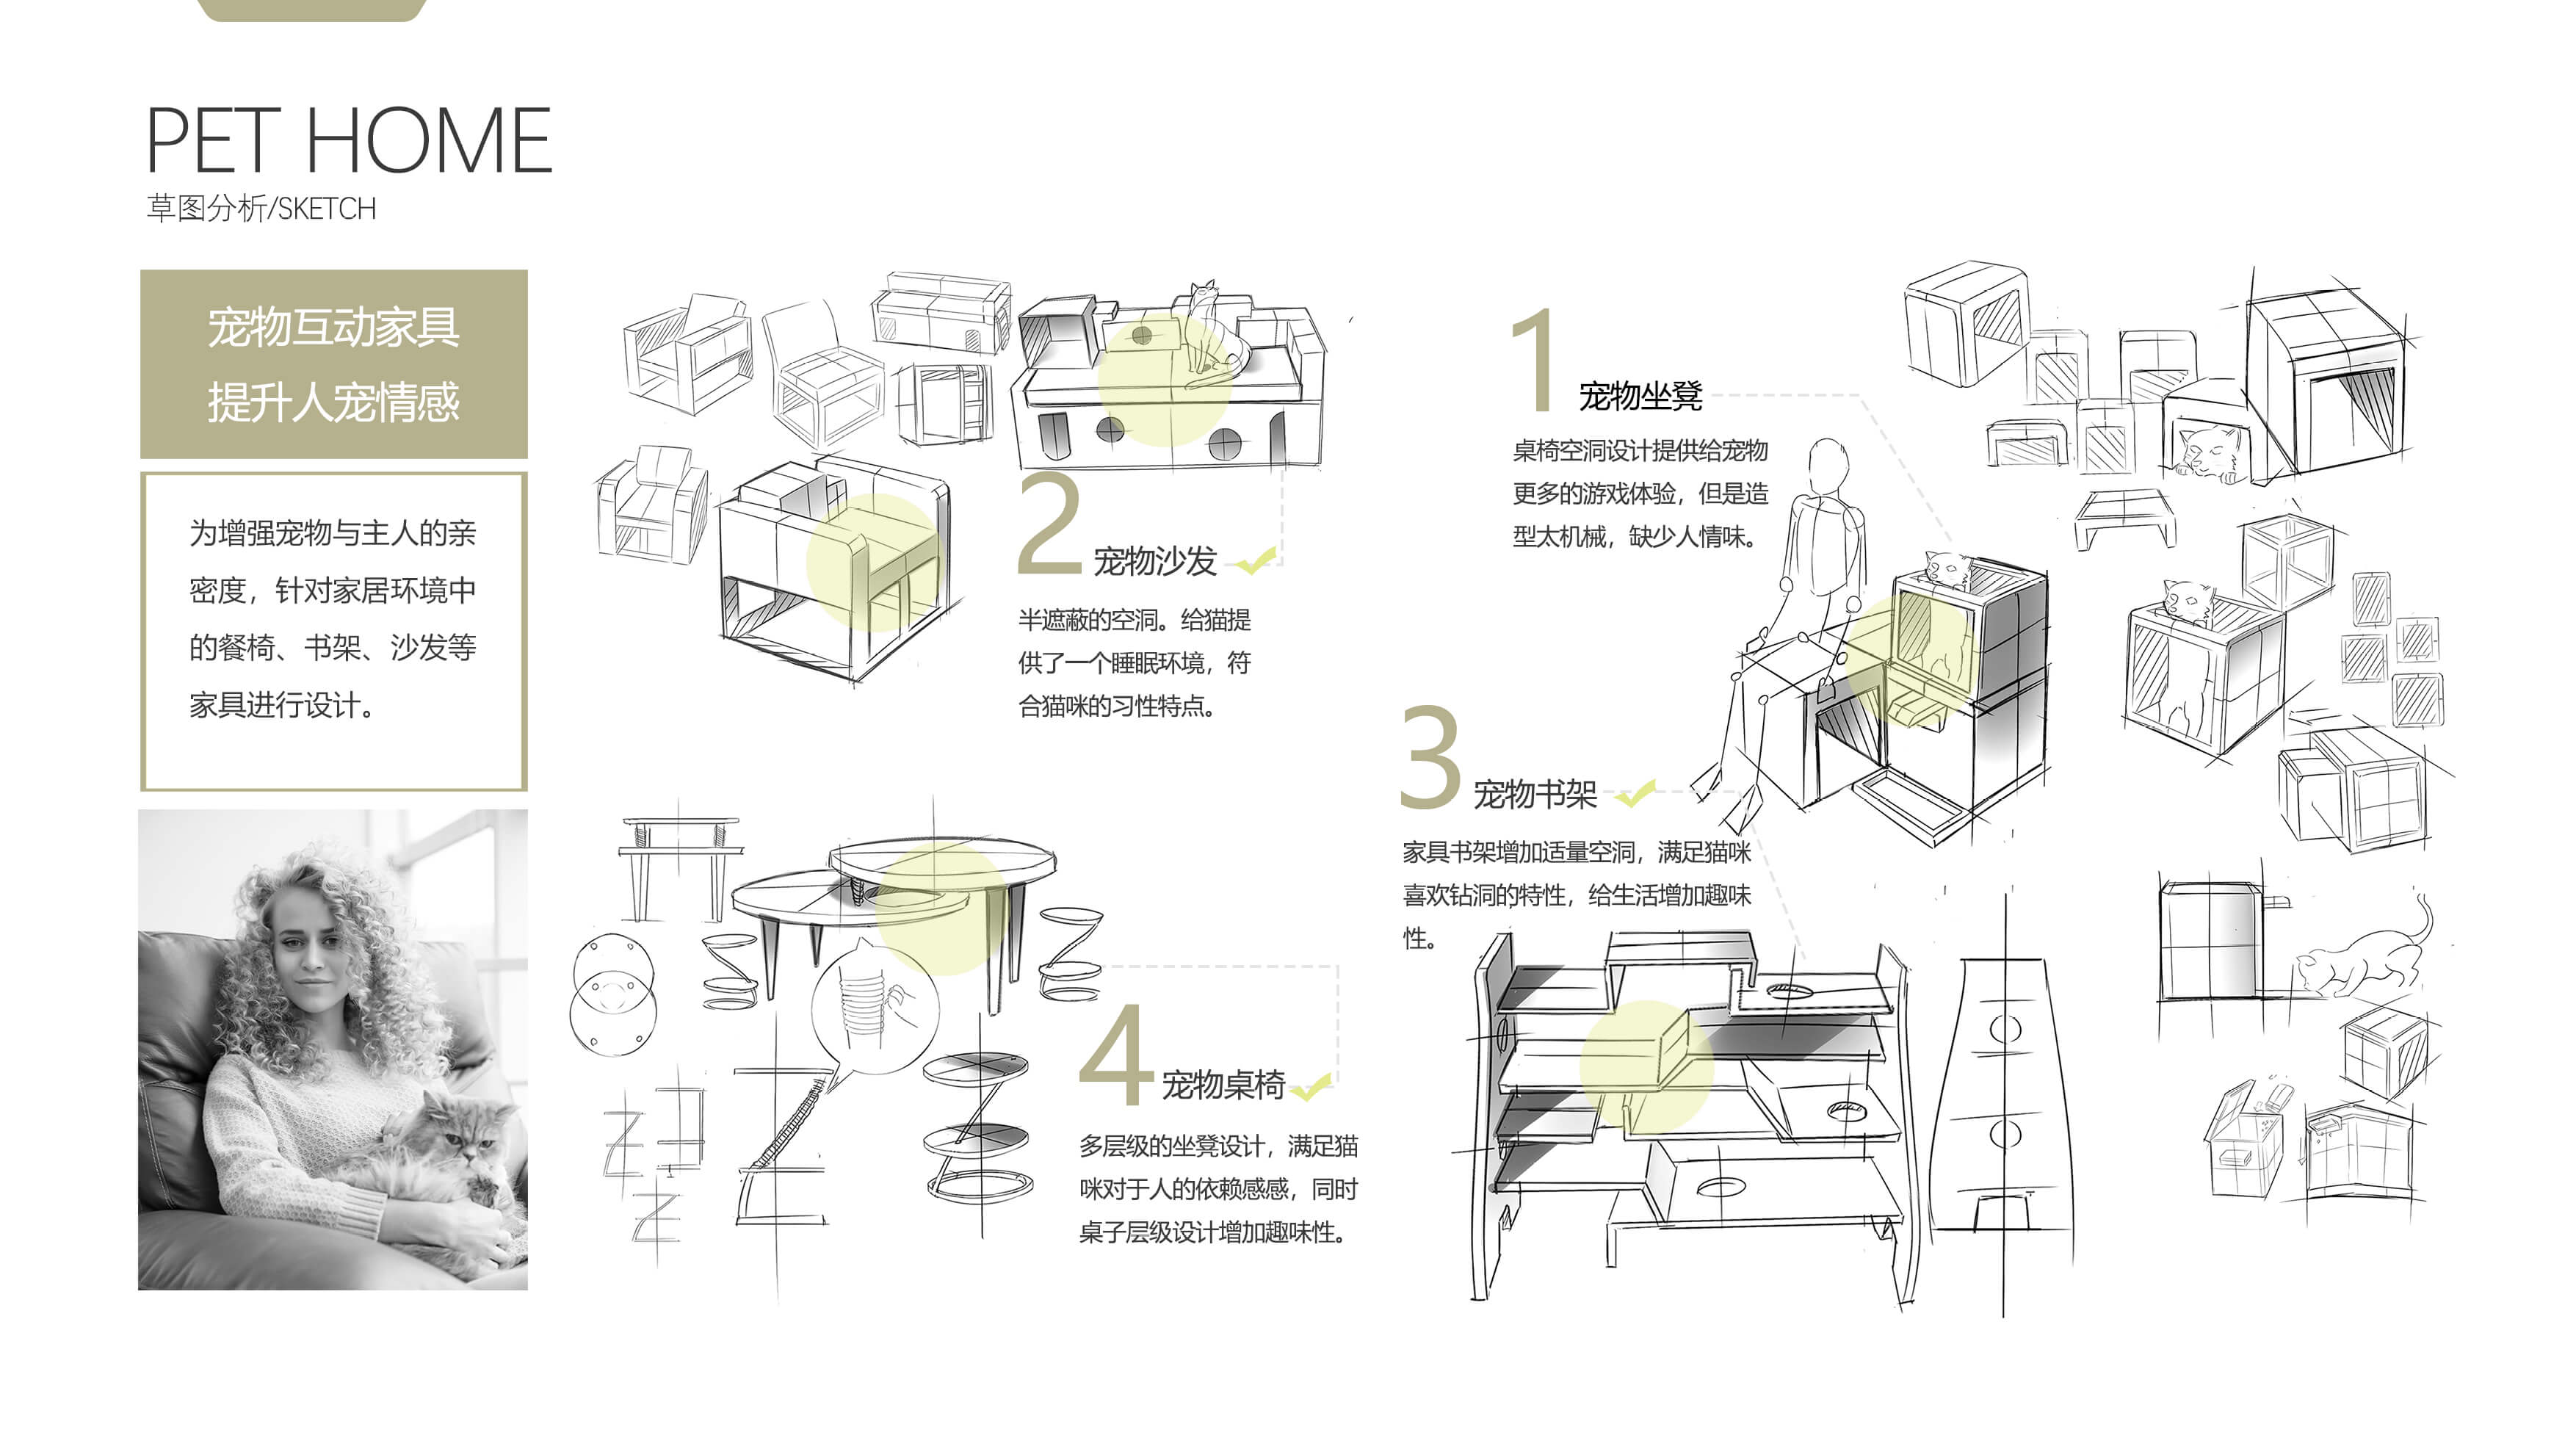 PET HOME
草图分析/SKETCH
宠物互动家具
提升人宠情感
为增强宠物与主人的亲
密度，针对家居环境中
的餐椅、书架、沙发等
家具进行设计。
1
宠物坐凳
桌椅空洞设计提供给宠物
更多的游戏体验，但是造
型太机械，缺少人情味。
2
宠物沙发
半遮蔽的空洞。给猫提
供了一个睡眠环境，符
合猫咪的习性特点。
3
宠物书架
家具书架增加适量空洞，满足猫咪
喜欢钻洞的特性，给生活增加趣味
性。
4
宠物桌椅
多层级的坐凳设计，满足猫
咪对于人的依赖感感，同时
桌子层级设计增加趣味性。